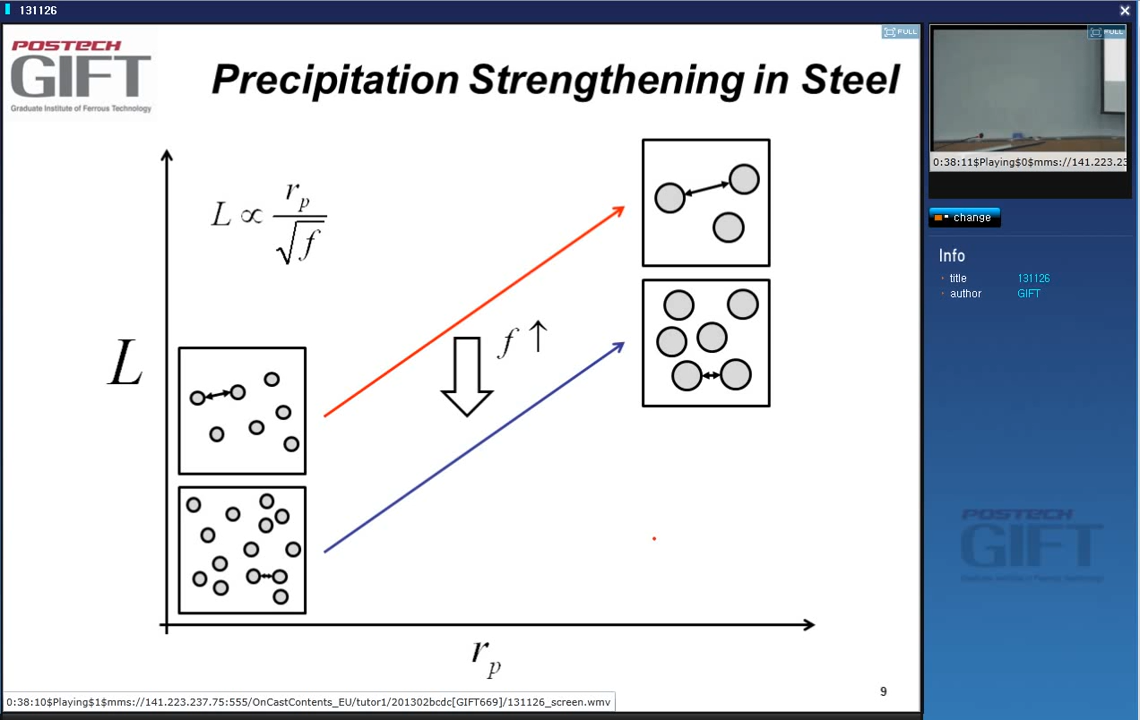 131126
POSTECH
GIFT
Graduate Institute of Ferrous Technology
Precipitation Strengthening in Steel
FULL
L ∝ r_p / √f
L
f ↑
r_p
9
0:38:10$Playing$1$mms://141.223.237.75:555/OnCastContents_EU/tutor1/201302bcdc[GIFT669]/131126_screen.wmv
FULL
0:38:11$Playing$0$mms://141.223.23
change
Info
title 131126
author GIFT
POSTECH
GIFT